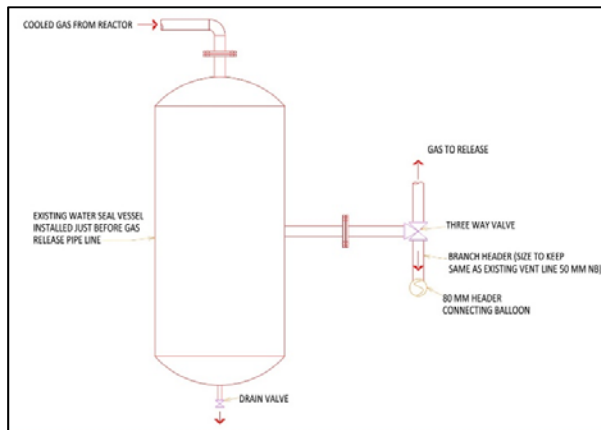 COOLED GAS FROM REACTOR
GAS TO RELEASE
EXISTING WATER SEAL VESSEL
INSTALLED JUST BEFORE GAS
RELEASE PIPE LINE
THREE WAY VALVE
BRANCH HEADER (SIZE TO KEEP
SAME AS EXISTING VENT LINE 50 MM NB)
80 MM HEADER
CONNECTING BALLOON
DRAIN VALVE